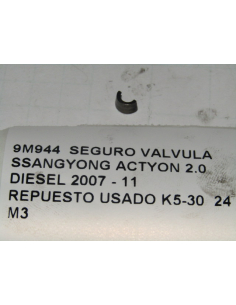 9M944 SEGURO VALVULA
SSANGYONG ACTYON 2.0
DIESEL 2007 - 11
REPUESTO USADO K5-30 24
M3